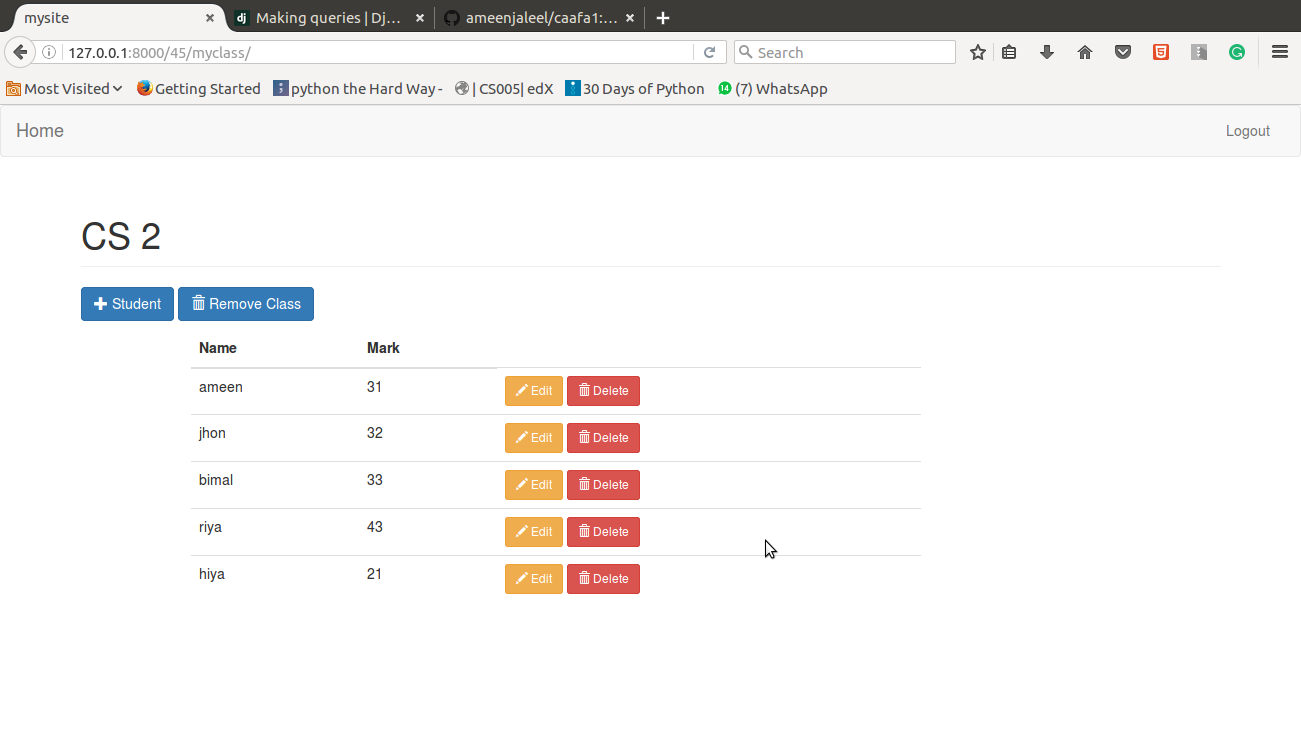 mysite Making queries | Dj... ameenjaleel/caafa1:...
127.0.0.1:8000/45/myclass/ Search
Most Visited Getting Started python the Hard Way - | CS005| edX 30 Days of Python 14 (7) WhatsApp
Home Logout
CS 2
Student Remove Class
Name Mark
ameen 31 Edit Delete
jhon 32 Edit Delete
bimal 33 Edit Delete
riya 43 Edit Delete
hiya 21 Edit Delete